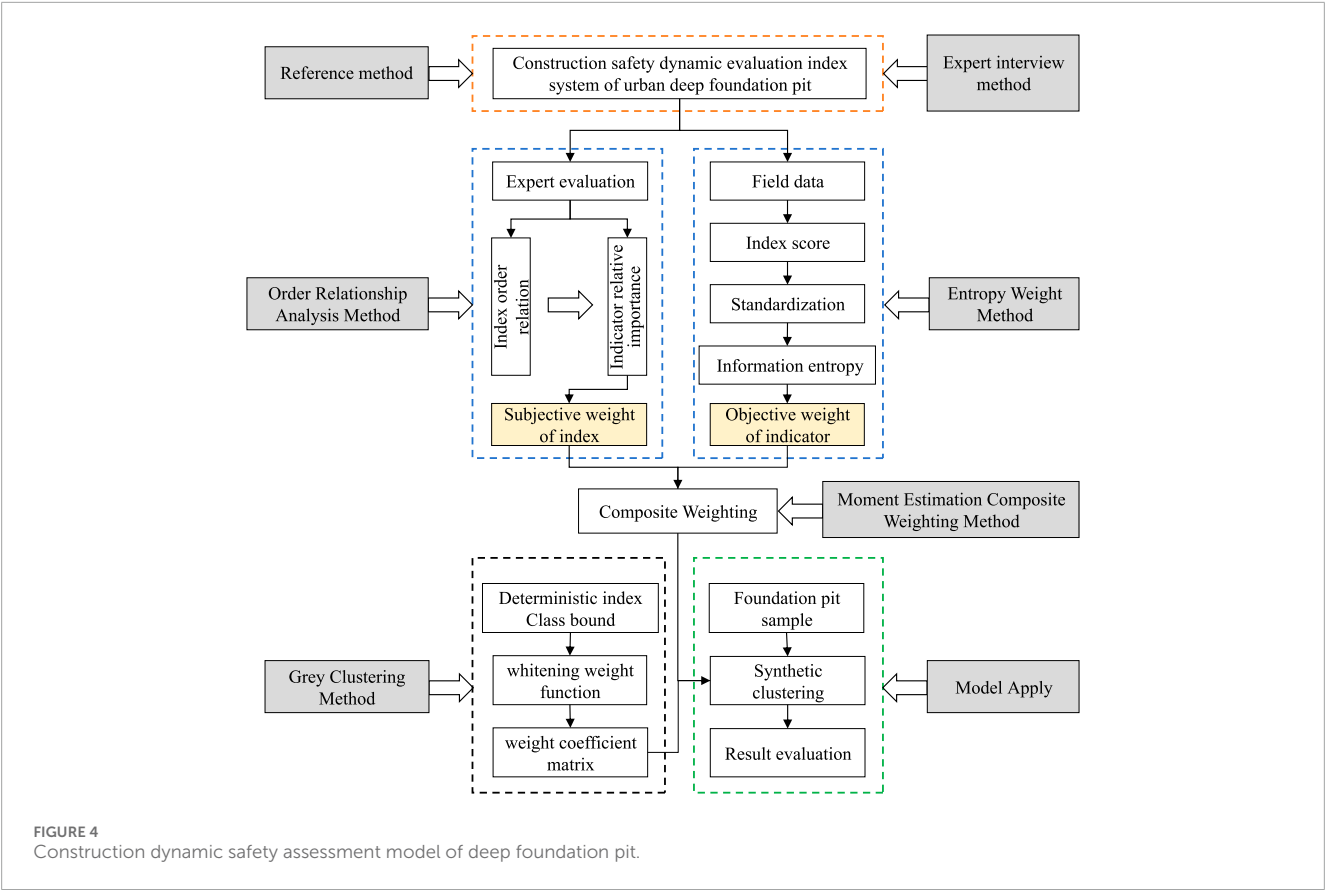 Reference method
Construction safety dynamic evaluation index
system of urban deep foundation pit
Expert interview
method
Expert evaluation
Field data
Index order
relation
Indicator relative
importance
Index score
Order Relationship
Analysis Method
Standardization
Entropy Weight
Method
Information entropy
Subjective weight
of index
Objective weight
of indicator
Composite Weighting
Moment Estimation Composite
Weighting Method
Deterministic index
Class bound
Foundation pit
sample
Grey Clustering
Method
whitening weight
function
Synthetic
clustering
Model Apply
weight coefficient
matrix
Result evaluation
FIGURE 4
Construction dynamic safety assessment model of deep foundation pit.